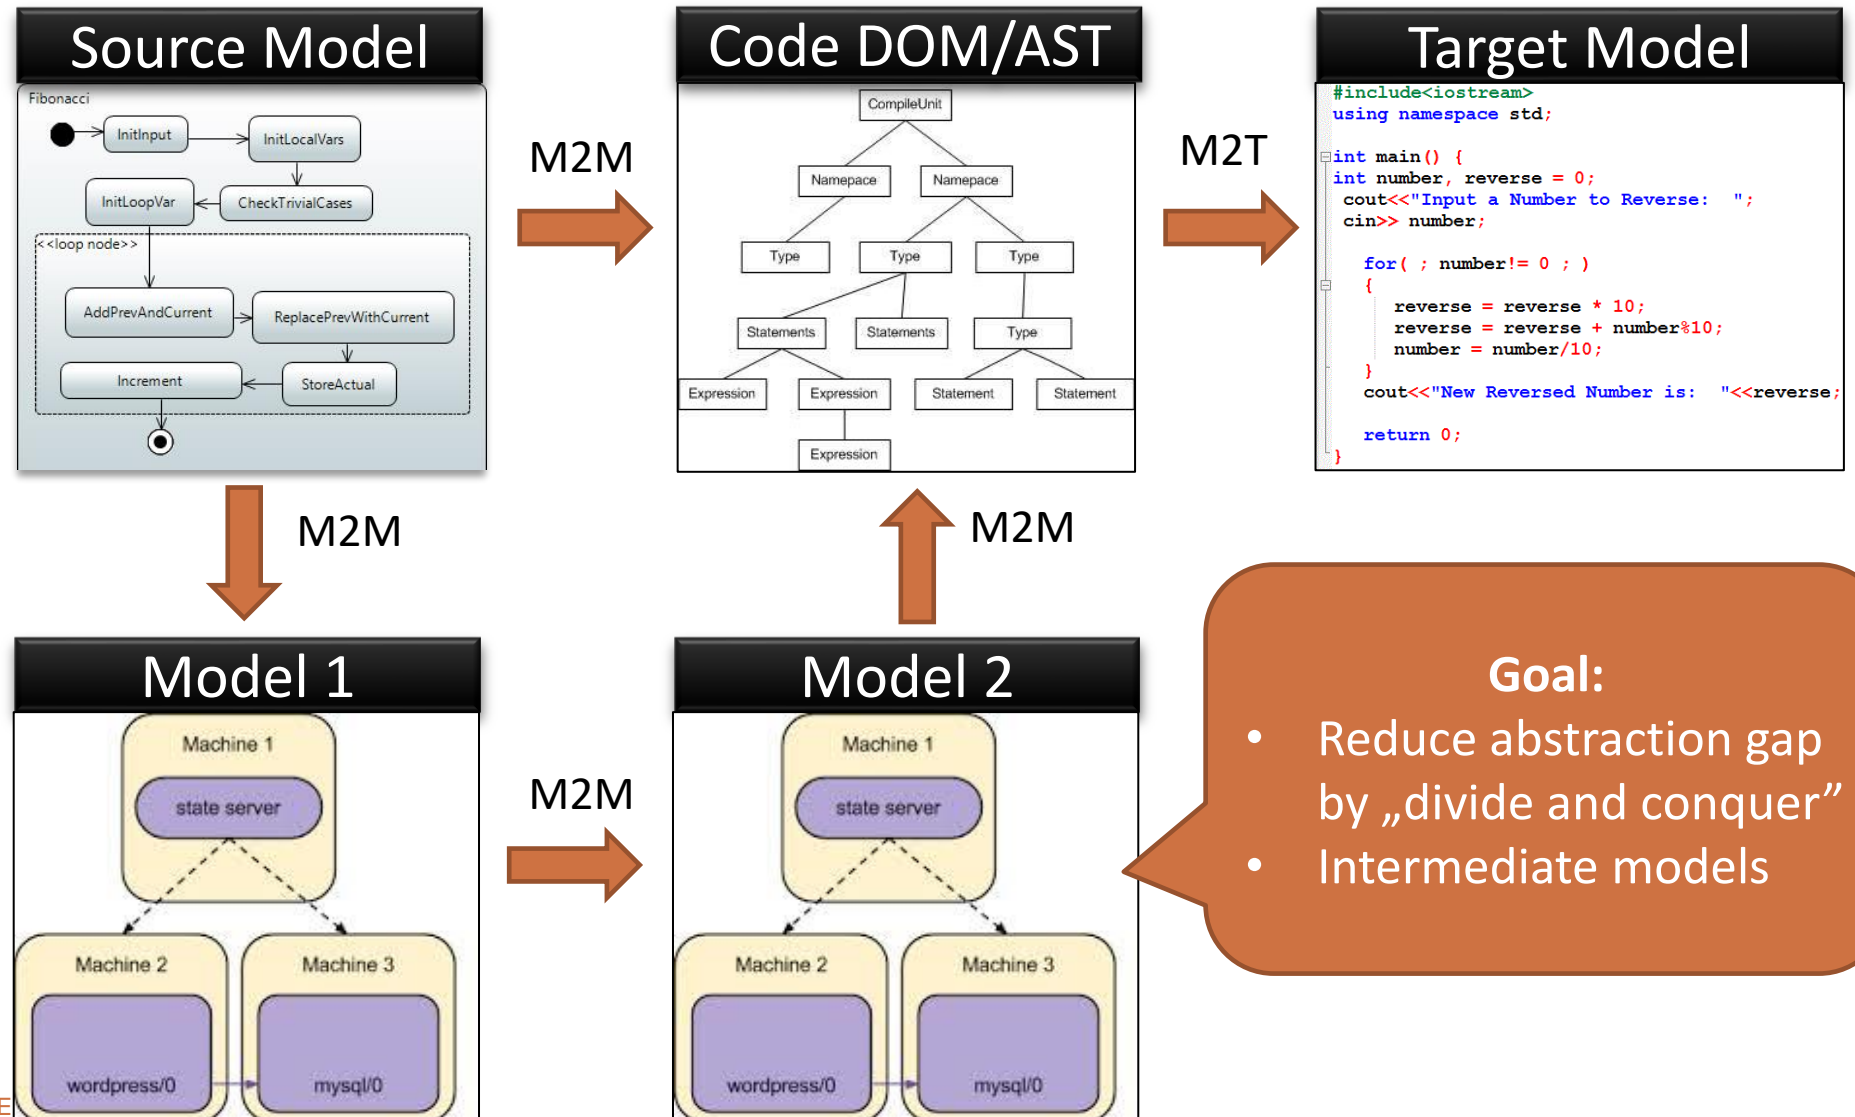 Source Model
Fibonacci
InitInput
InitLocalVars
InitLoopVar
CheckTrivialCases
<<loop node>>
AddPrevAndCurrent
ReplacePrevWithCurrent
Increment
StoreActual
M2M
Code DOM/AST
CompileUnit
Namepace Namepace
Type Type Type
Statements Statements Type
Expression Expression Statement Statement
Expression
M2T
Target Model
#include<iostream>
using namespace std;
int main() {
int number, reverse = 0;
cout<<"Input a Number to Reverse:  ";
cin>> number;
for( ; number!= 0 ; )
{
reverse = reverse * 10;
reverse = reverse + number%10;
number = number/10;
}
cout<<"New Reversed Number is:  "<<reverse;
return 0;
}
M2M
M2M
Model 1
Machine 1
state server
Machine 2 Machine 3
wordpress/0 mysql/0
M2M
Model 2
Machine 1
state server
Machine 2 Machine 3
wordpress/0 mysql/0
Goal:
• Reduce abstraction gap
by „divide and conquer”
• Intermediate models
E